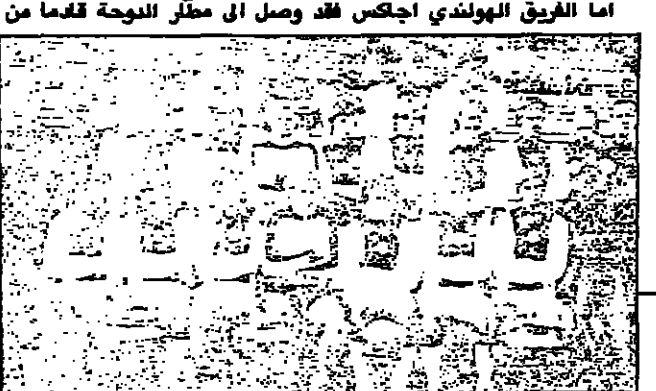 اما الفريق الهولندي اجاكس فقد وصل الى مطار الدوحة قادما من